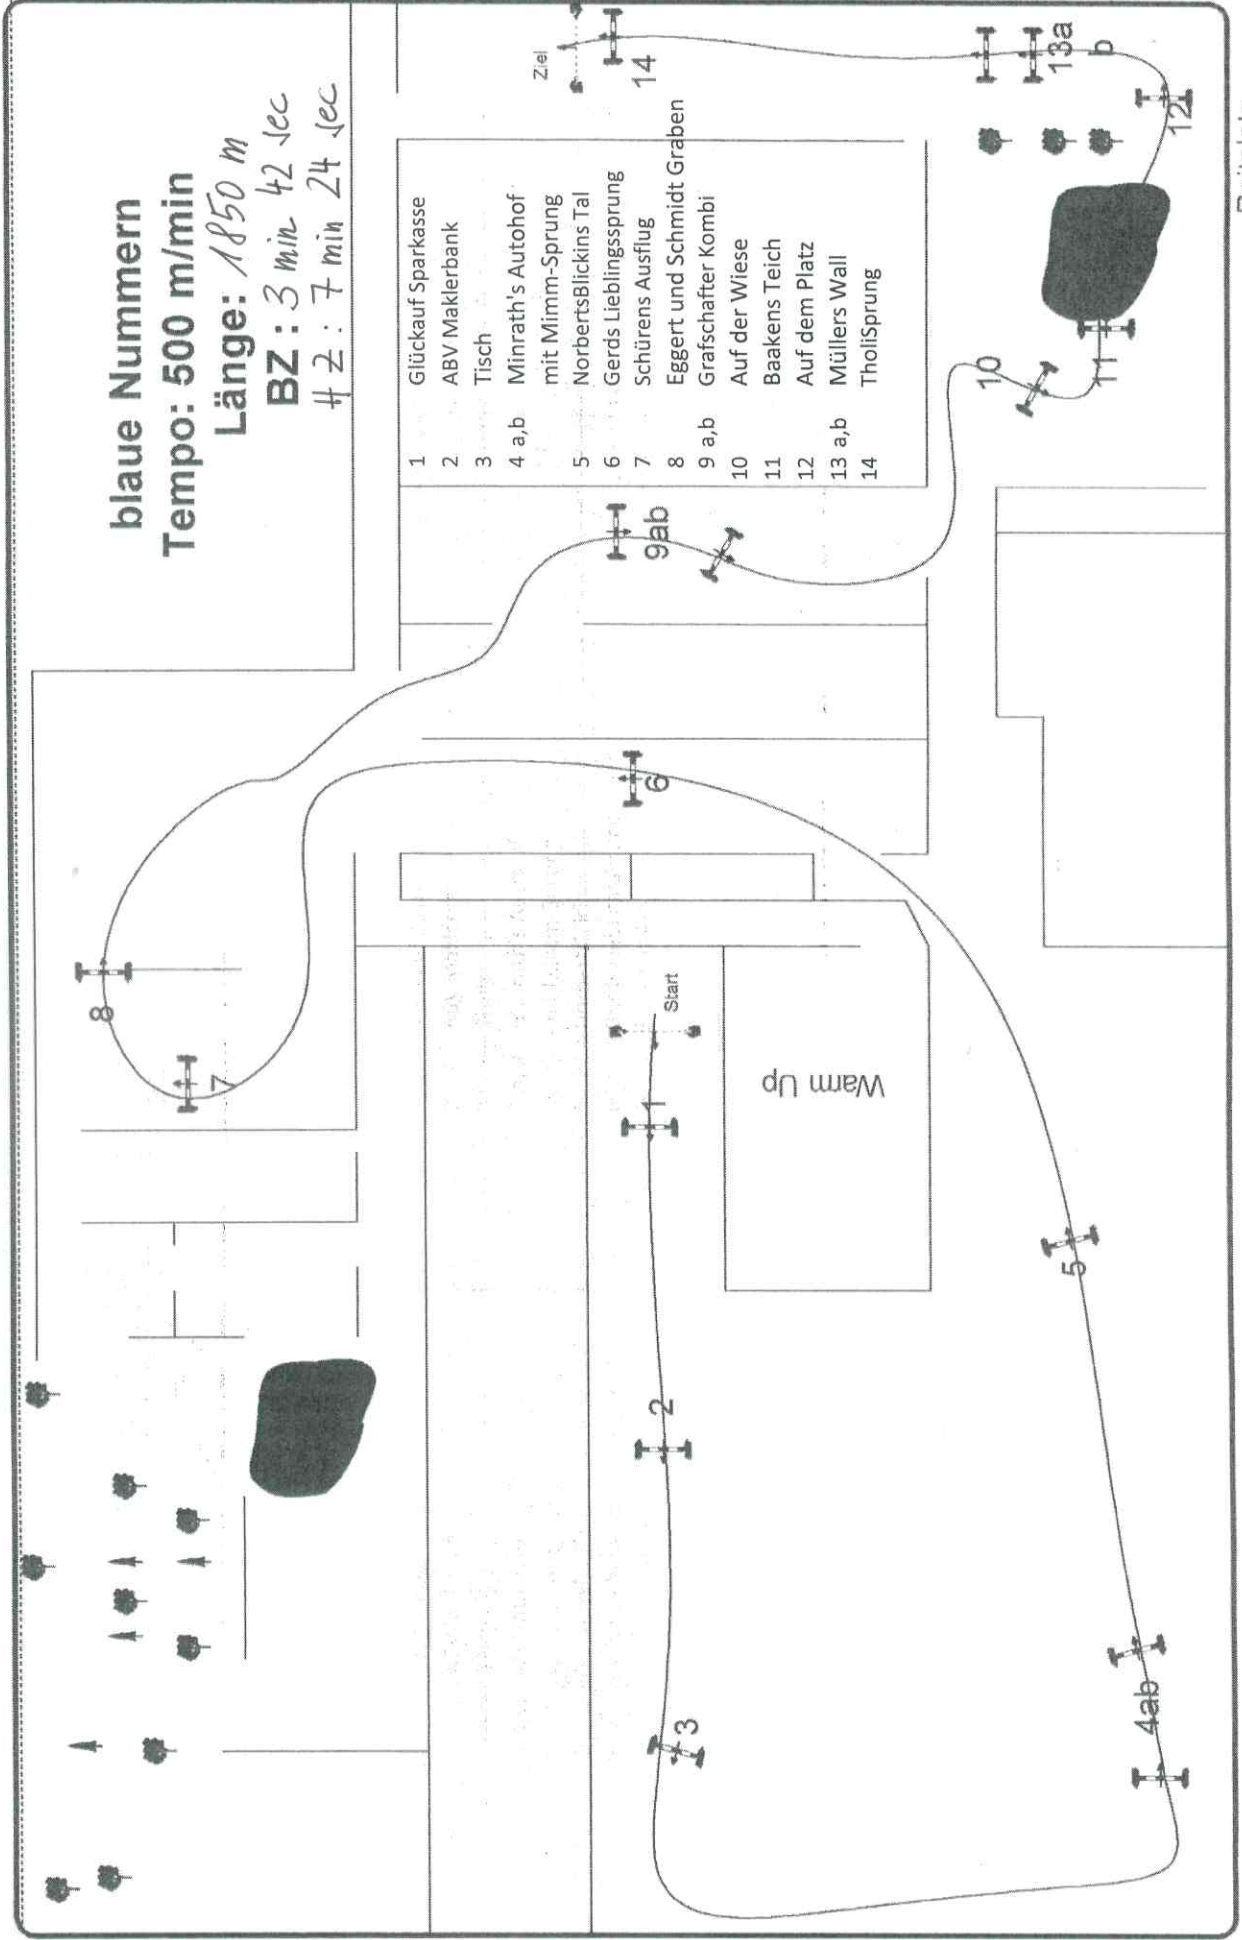 blaue Nummern
Tempo: 500 m/min
Länge: 1850 m
BZ : 3 min 42 sec
HZ : 7 min 24 sec
1 Glückauf Sparkasse
2 ABV Maklerbank
3 Tisch
4 a,b Minrath's Autohof
mit Mimm-Sprung
5 NorbertsBlickins Tal
6 Gerds Lieblingssprung
7 Schürens Ausflug
8 Eggert und Schmidt Graben
9 a,b Grafschafter Kombi
10 Auf der Wiese
11 Baakens Teich
12 Auf dem Platz
13 a,b Müllers Wall
14 TholiSprung
Ziel
14
13a
b
12
11
10
9ab
8
7
6
5
4ab
3
2
1
Start
Warm Up